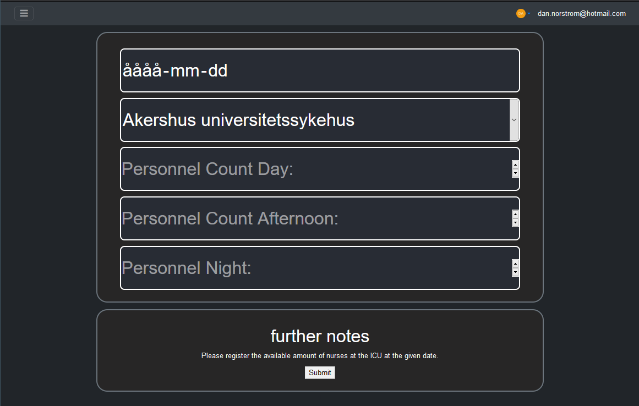 dan.norstrom@hotmail.com
åååå-mm-dd
Akershus universitetssykehus
Personnel Count Day:
Personnel Count Afternoon:
Personnel Night:
further notes
Please register the available amount of nurses at the ICU at the given date.
Submit